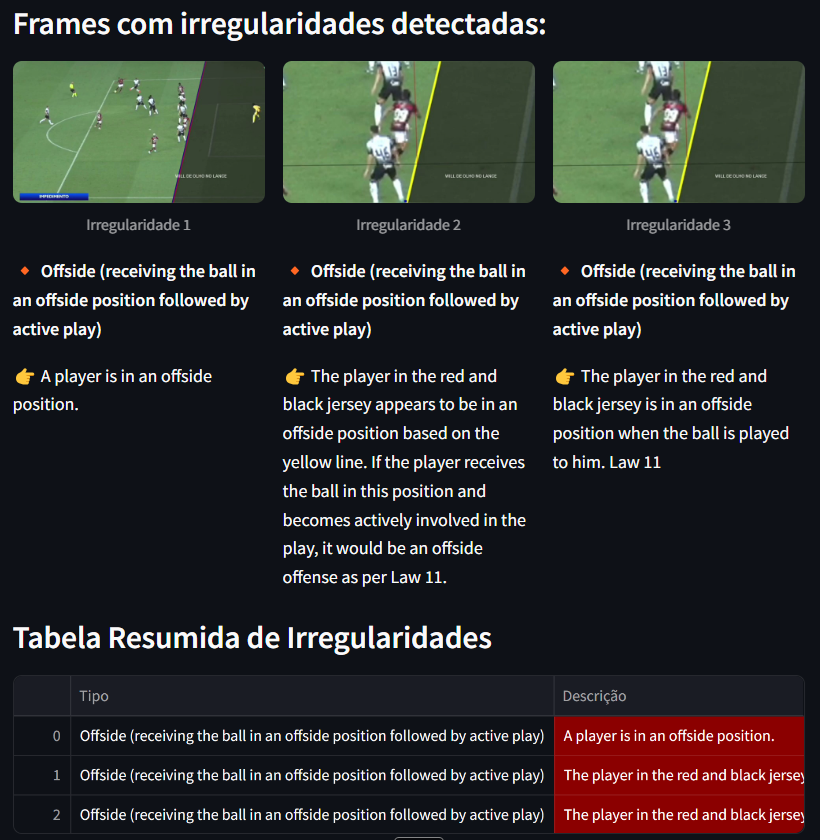 Frames com irregularidades detectadas:
WILL DE OLHO NO LANCE
IMPEDIMENTO
WILL DE OLHO NO LANCE
WILL DE OLHO NO LANCE
Irregularidade 1
Irregularidade 2
Irregularidade 3
🔸 Offside (receiving the ball in
an offside position followed by
active play)
👉 A player is in an offside
position.
🔸 Offside (receiving the ball in
an offside position followed by
active play)
👉 The player in the red and
black jersey appears to be in an
offside position based on the
yellow line. If the player receives
the ball in this position and
becomes actively involved in the
play, it would be an offside
offense as per Law 11.
🔸 Offside (receiving the ball in
an offside position followed by
active play)
👉 The player in the red and
black jersey is in an offside
position when the ball is played
to him. Law 11
Tabela Resumida de Irregularidades
Tipo Descrição
0 Offside (receiving the ball in an offside position followed by active play) A player is in an offside position.
1 Offside (receiving the ball in an offside position followed by active play) The player in the red and black jersey
2 Offside (receiving the ball in an offside position followed by active play) The player in the red and black jersey